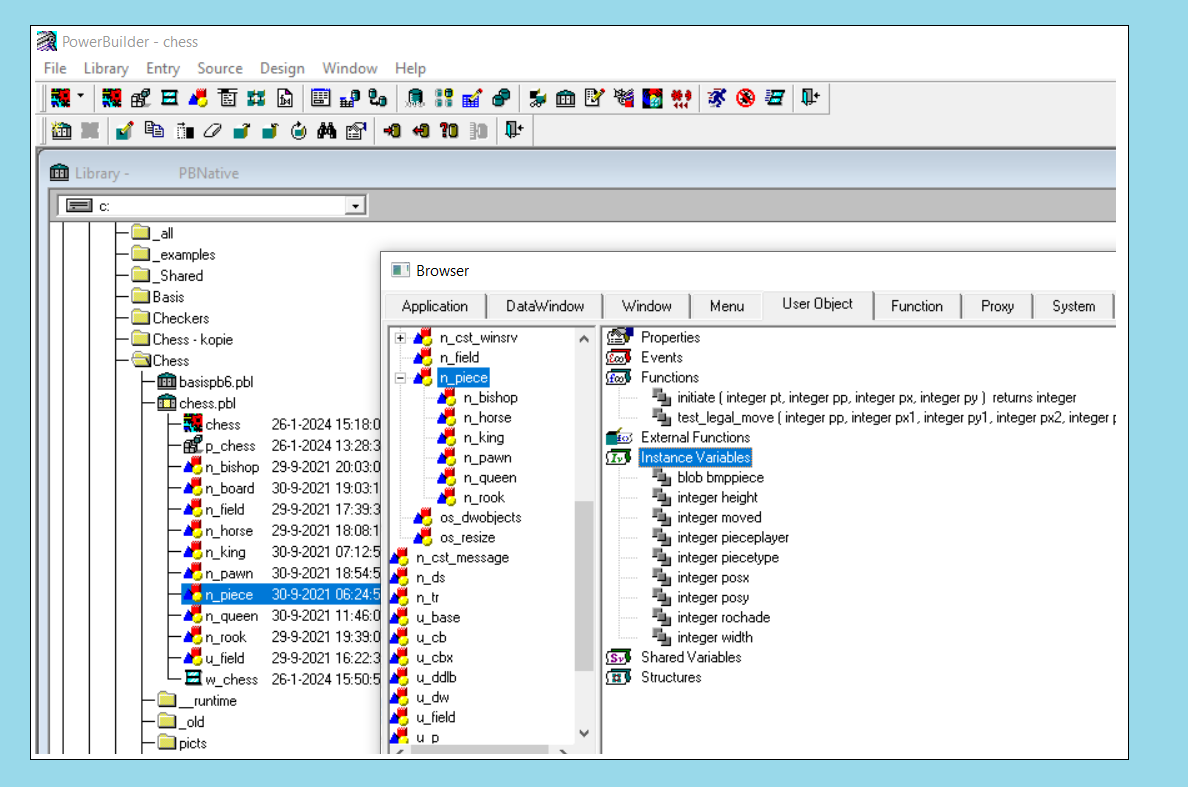 PowerBuilder - chess
File Library Entry Source Design Window Help
Library - PBNative
c:
_all
_examples
_Shared
Basis
Checkers
Chess - kopie
Chess
basispb6.pbl
chess.pbl
chess 26-1-2024 15:18:0
p_chess 26-1-2024 13:28:3
n_bishop 29-9-2021 20:03:0
n_board 30-9-2021 19:03:1
n_field 29-9-2021 17:39:3
n_horse 29-9-2021 18:08:1
n_king 30-9-2021 07:12:5
n_pawn 30-9-2021 18:54:5
n_piece 30-9-2021 06:24:5
n_queen 30-9-2021 11:46:0
n_rook 29-9-2021 19:39:0
u_field 29-9-2021 16:22:3
w_chess 26-1-2024 15:50:5
__runtime
_old
picts
Browser
Application DataWindow Window Menu User Object Function Proxy System
n_cst_winsrv
n_field
n_piece
n_bishop
n_horse
n_king
n_pawn
n_queen
n_rook
os_dwobjects
os_resize
n_cst_message
n_ds
n_tr
u_base
u_cb
u_cbx
u_ddlb
u_dw
u_field
u_p
Properties
Events
Functions
initiate ( integer pt, integer pp, integer px, integer py ) returns integer
test_legal_move ( integer pp, integer px1, integer py1, integer px2, integer p
External Functions
Instance Variables
blob bmppiece
integer height
integer moved
integer pieceplayer
integer piecetype
integer posx
integer posy
integer rochade
integer width
Shared Variables
Structures